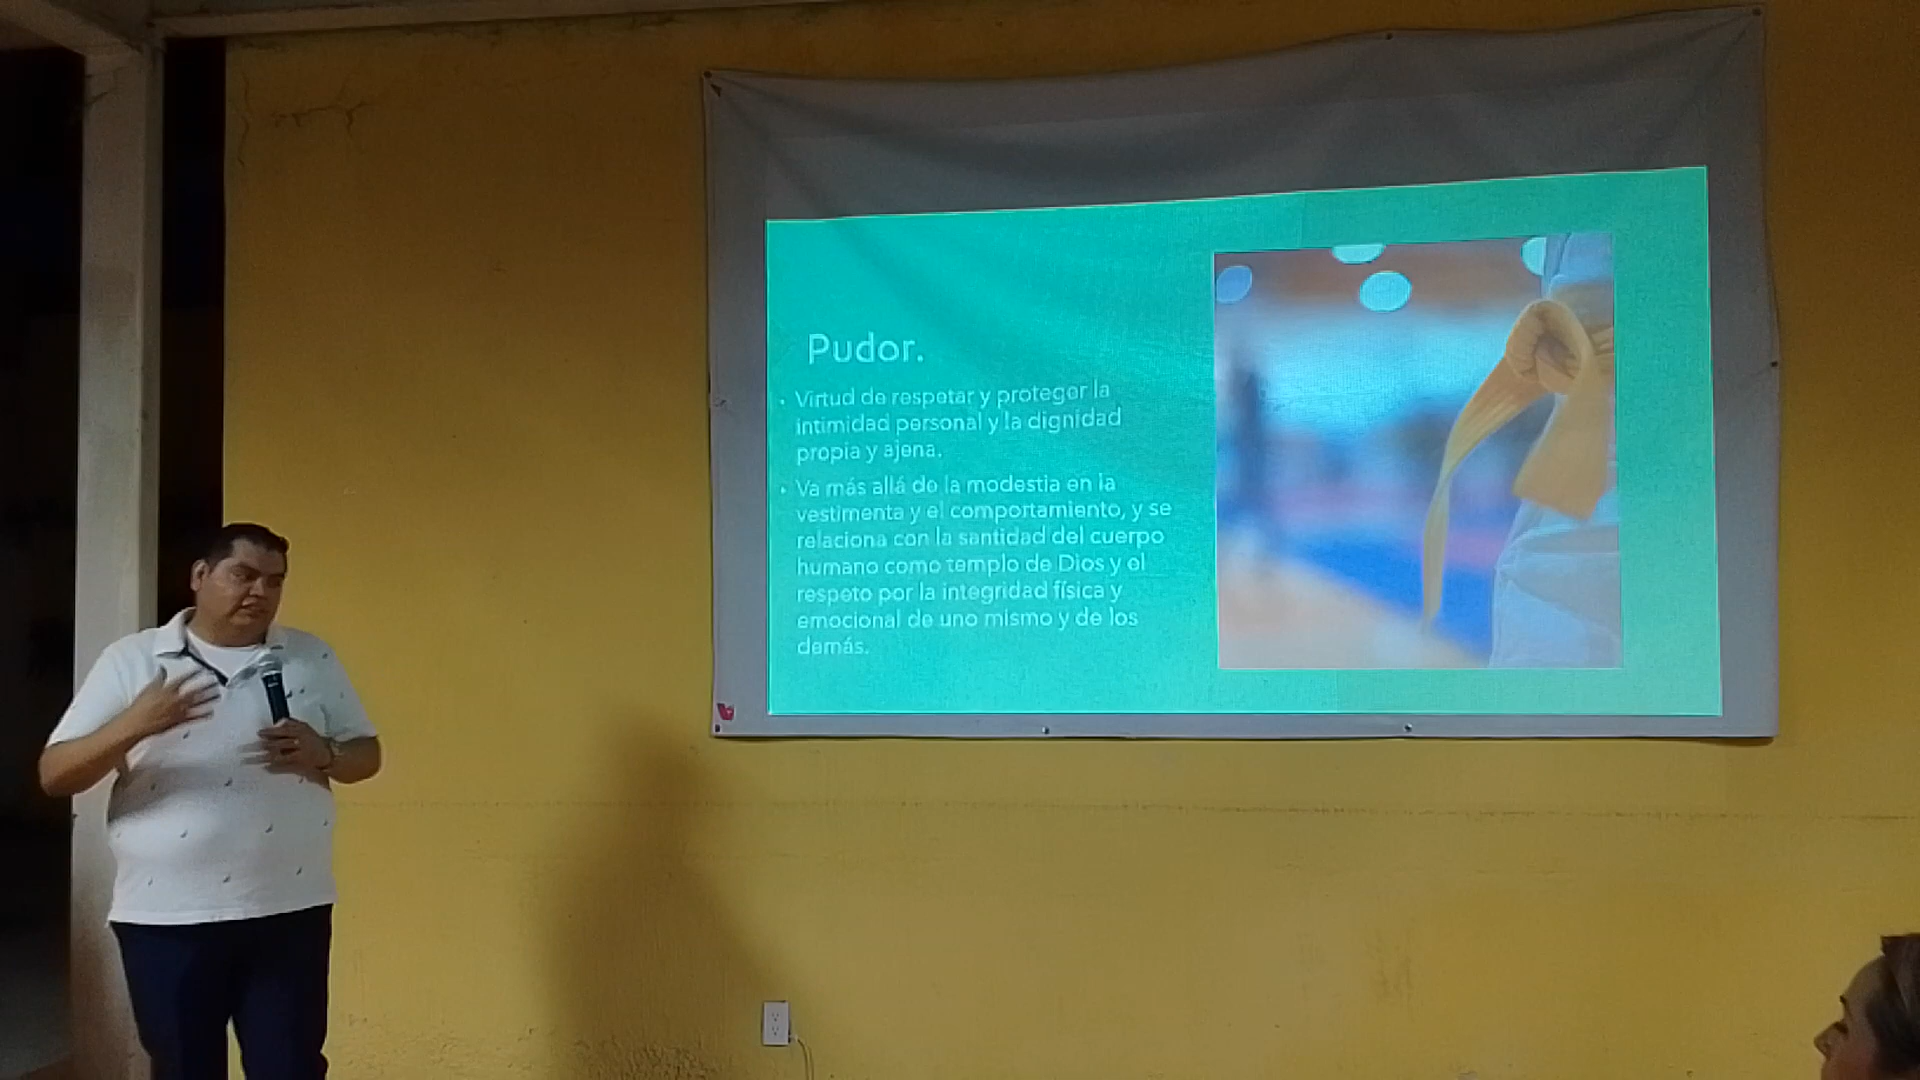 Pudor.
• Virtud de respetar y proteger la
intimidad personal y la dignidad
propia y ajena.
• Va más allá de la modestia en la
vestimenta y el comportamiento, y se
relaciona con la santidad del cuerpo
humano como templo de Dios y el
respeto por la integridad física y
emocional de uno mismo y de los
demás.